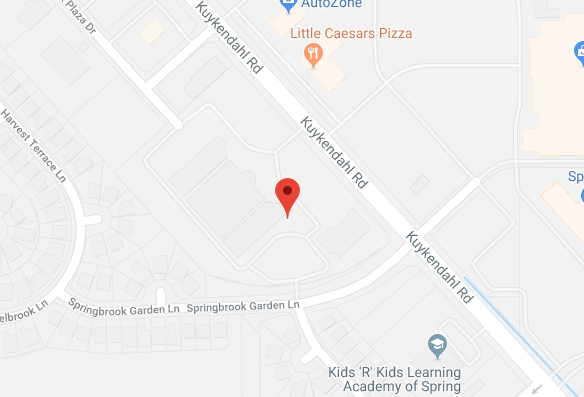 AutoZone
Plaza Dr
Kuykendahl Rd
Little Caesars Pizza
Kuykendahl Rd
Harvest Terrace Ln
Sp
Kuykendahl Rd
elbrook Ln
Springbrook Garden Ln
Springbrook Garden Ln
Kids 'R' Kids Learning
Academy of Spring